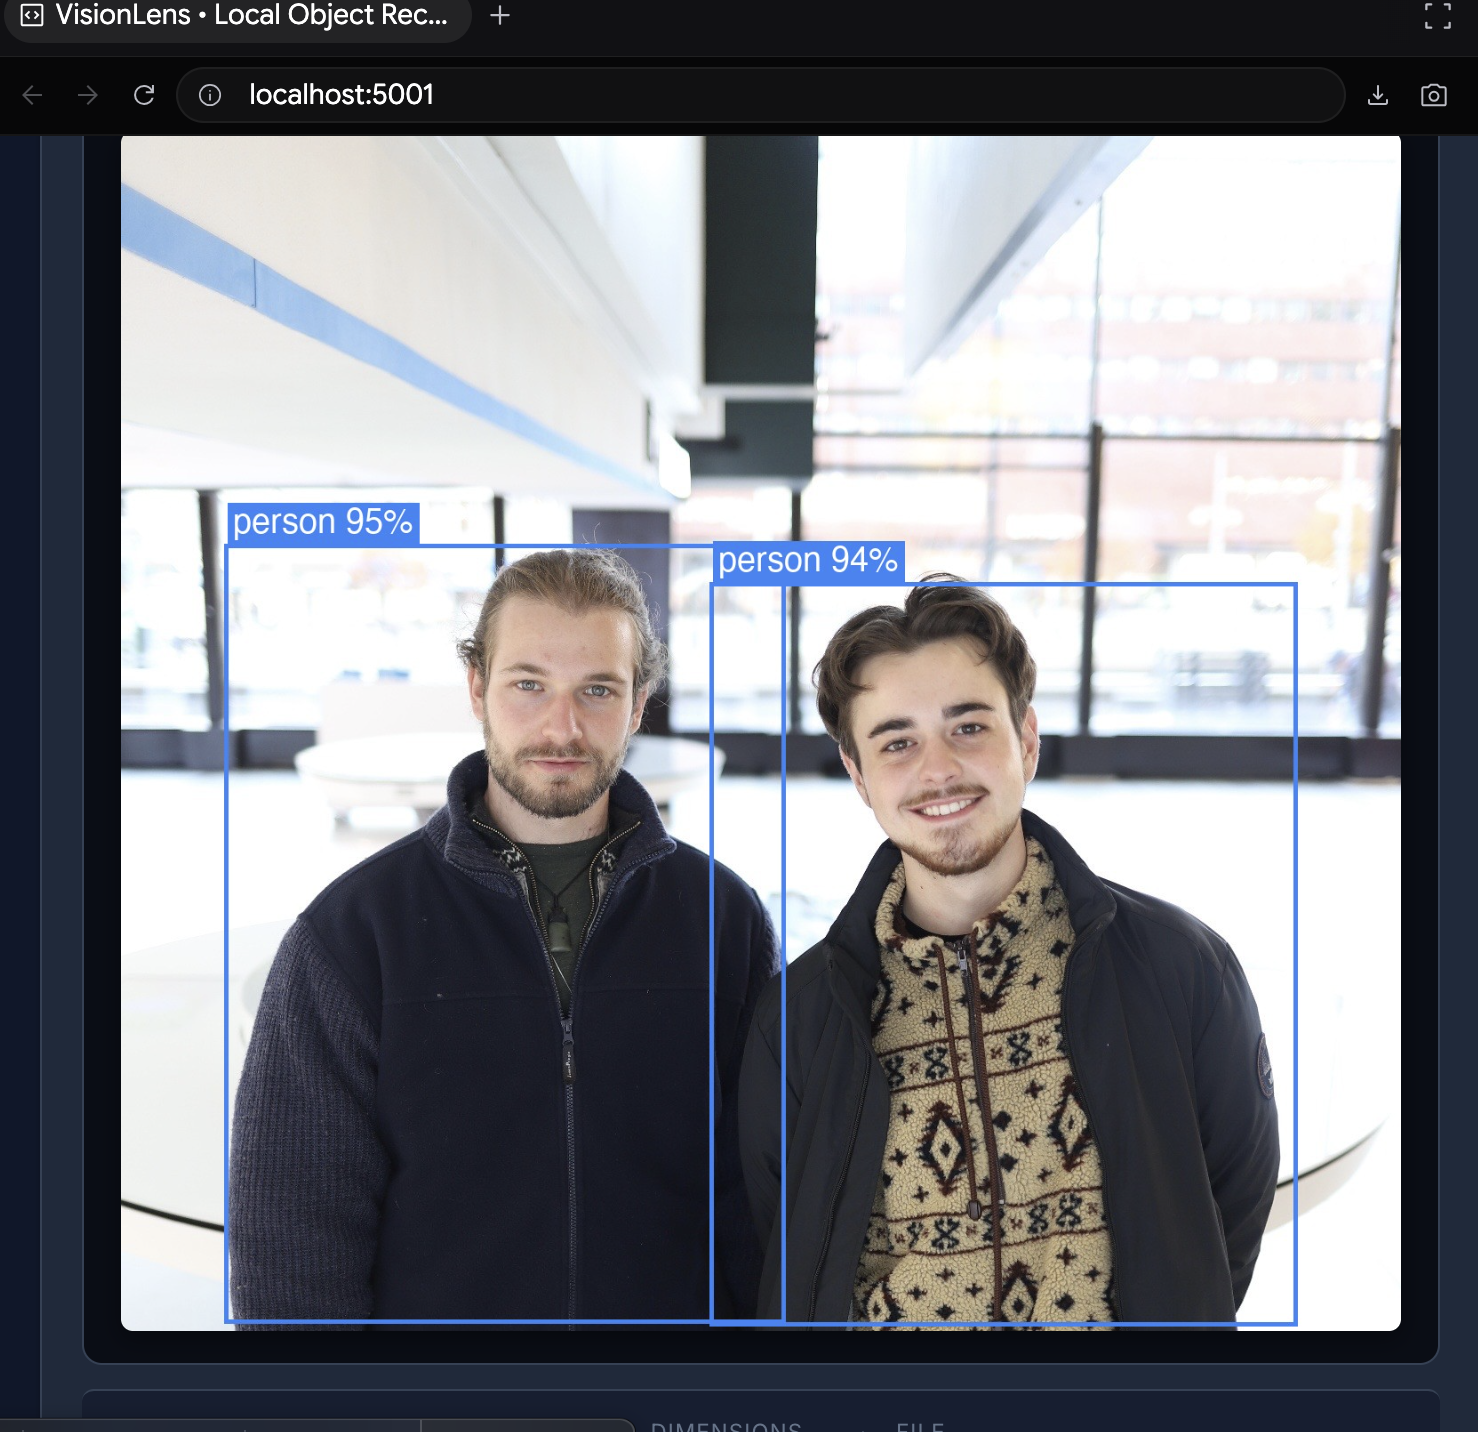 VisionLens • Local Object Rec...
localhost:5001
person 95%
person 94%
DIMENSIONS
FILE